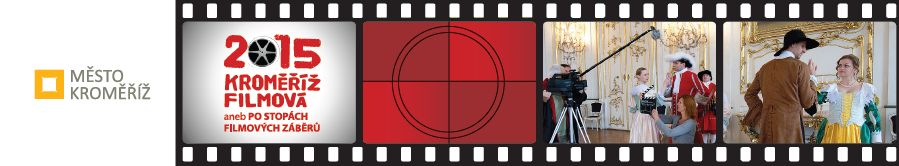 MĚSTO
KROMĚŘÍŽ
2015
KROMĚŘÍŽ
FILMOVÁ
aneb PO STOPÁCH
FILMOVÝCH ZÁBĚRŮ